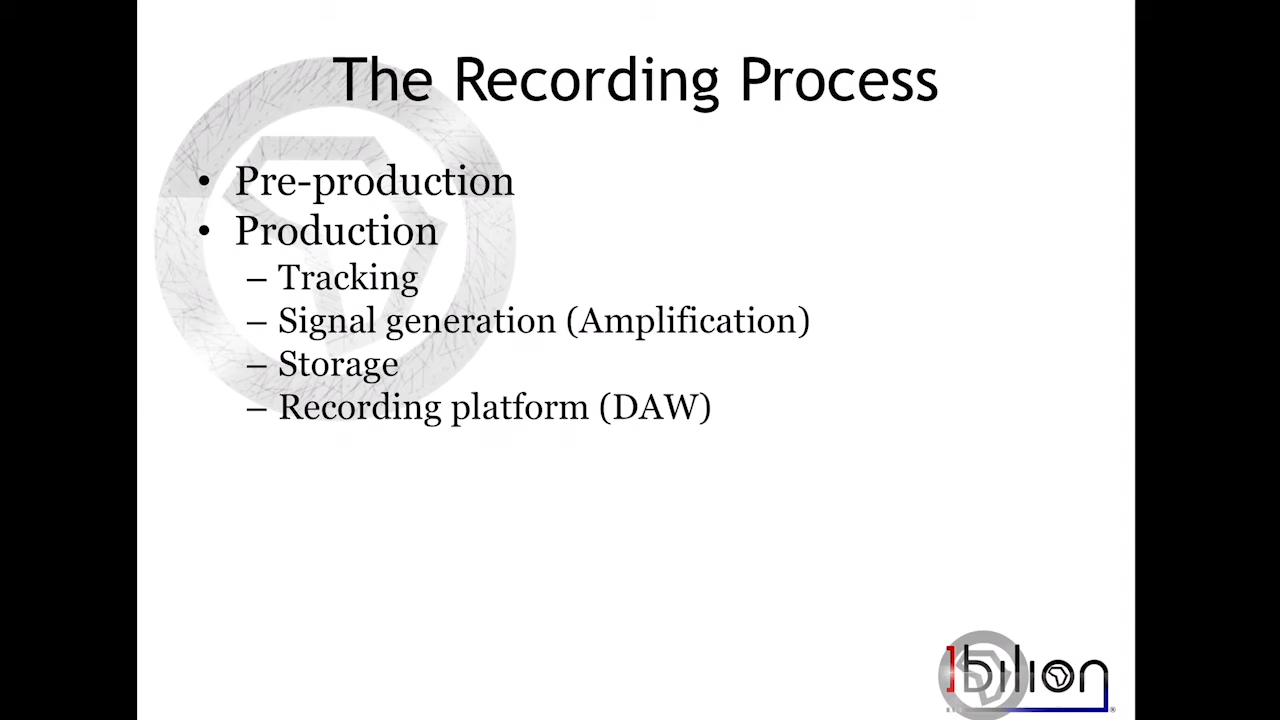 The Recording Process
• Pre-production
• Production
– Tracking
– Signal generation (Amplification)
– Storage
– Recording platform (DAW)
1bilion